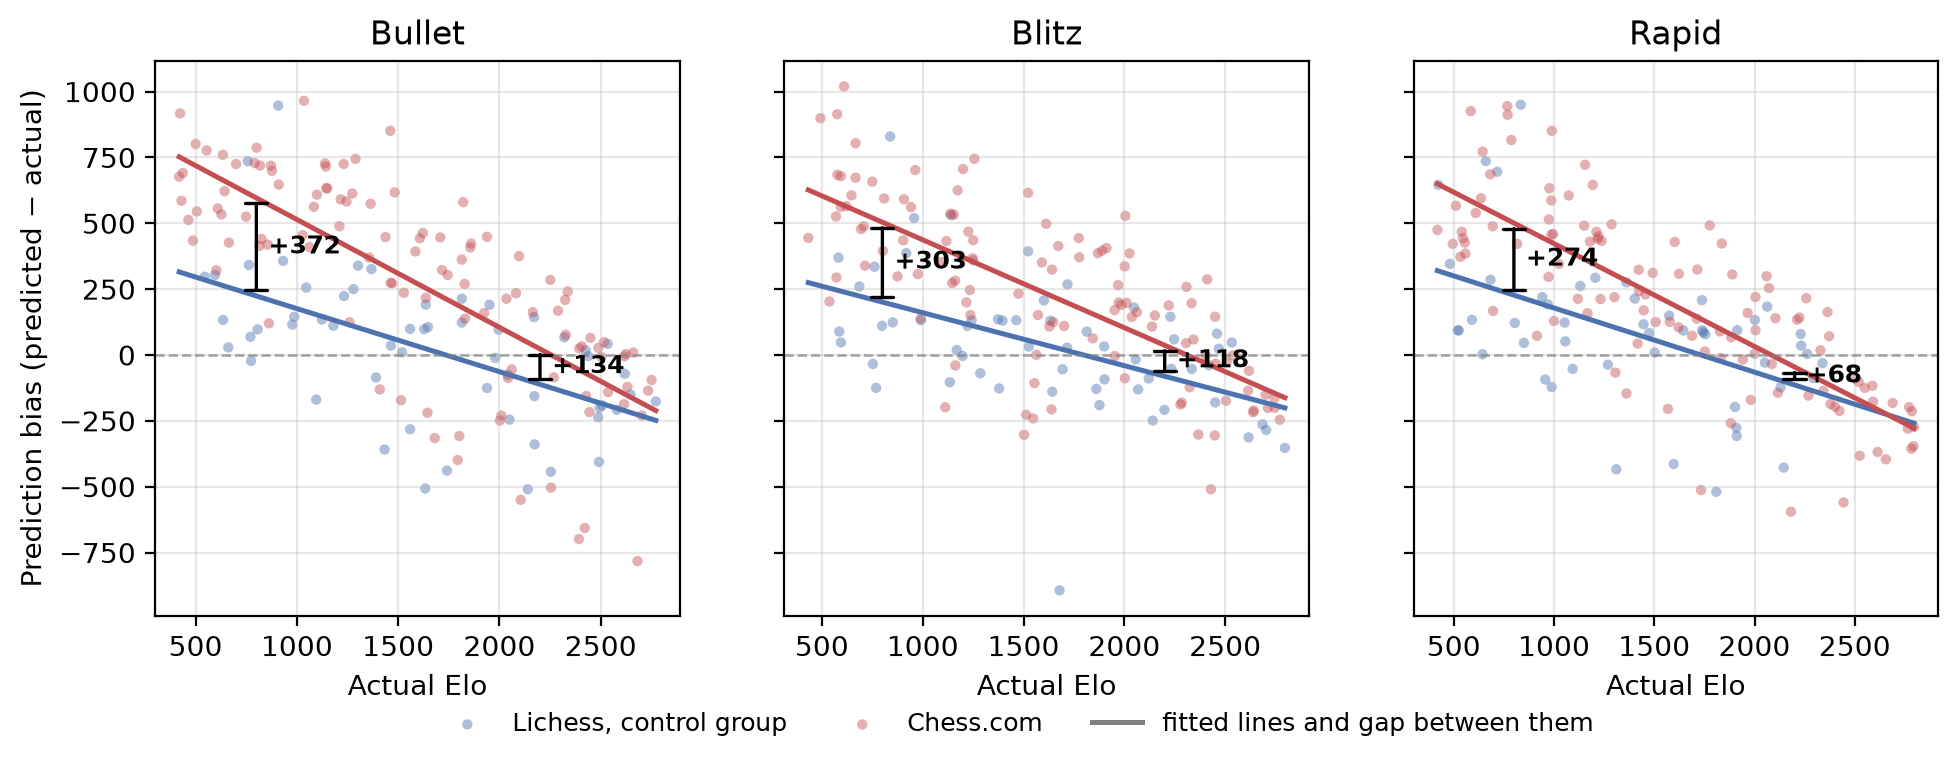 Bullet
Blitz
Rapid
Prediction bias (predicted − actual)
1000
750
500
250
0
−250
−500
−750
+372
+134
+303
+118
+274
+68
500 1000 1500 2000 2500
500 1000 1500 2000 2500
500 1000 1500 2000 2500
Actual Elo
Actual Elo
Actual Elo
Lichess, control group
Chess.com
fitted lines and gap between them